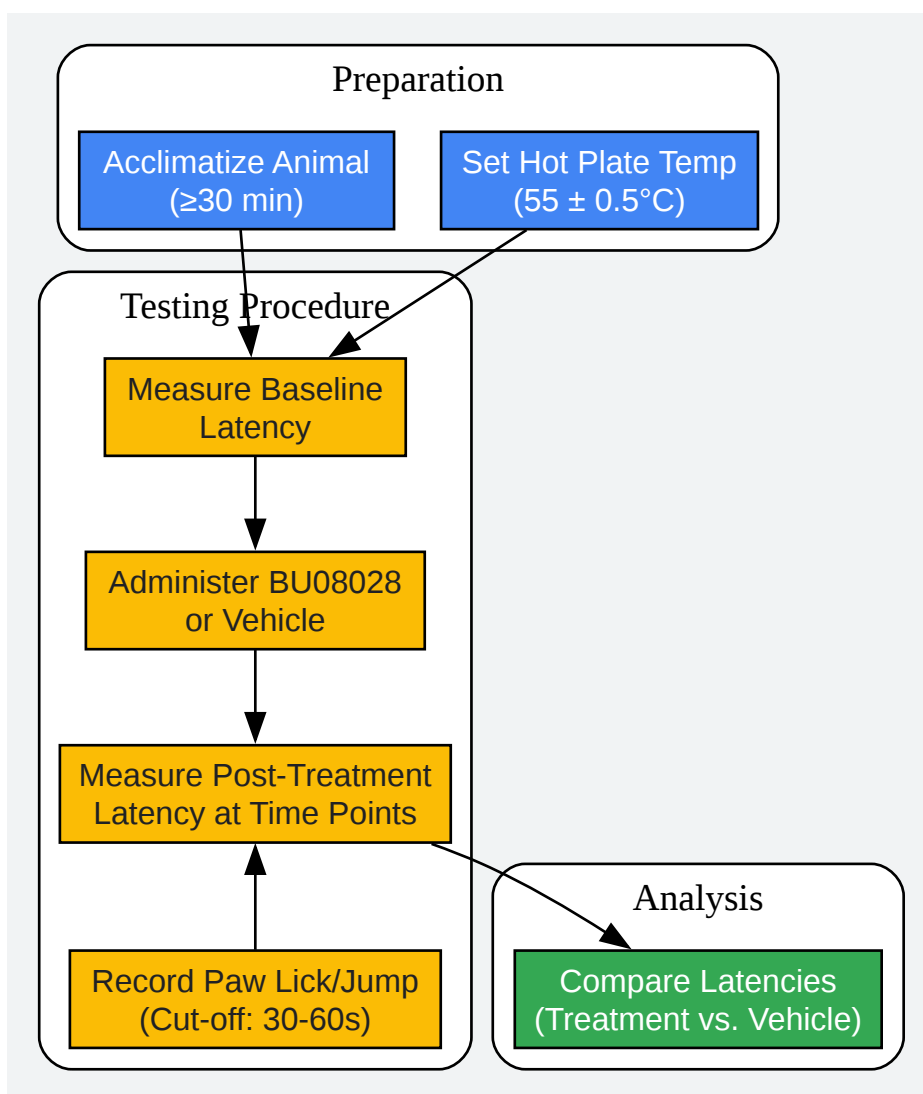 Preparation
Acclimatize Animal
(≥30 min)
Set Hot Plate Temp
(55 ± 0.5°C)
Testing Procedure
Measure Baseline
Latency
Administer BU08028
or Vehicle
Measure Post-Treatment
Latency at Time Points
Record Paw Lick/Jump
(Cut-off: 30-60s)
Analysis
Compare Latencies
(Treatment vs. Vehicle)